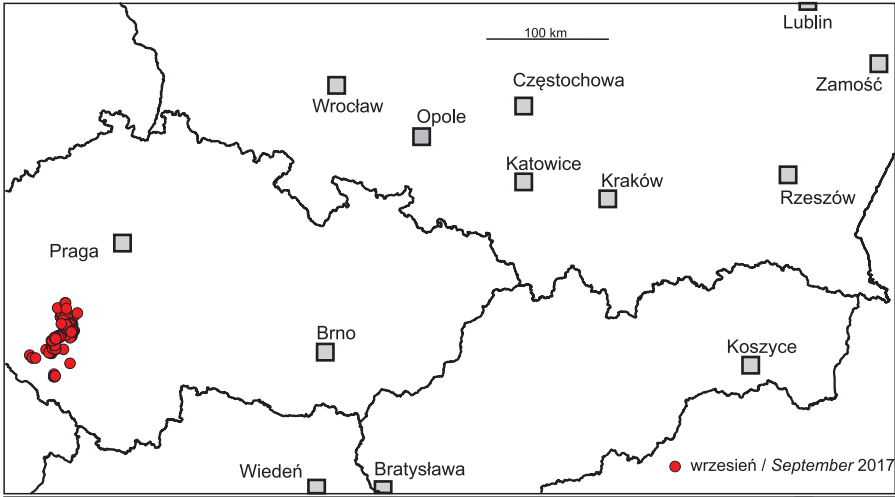 Lublin
100 km
Częstochowa
Zamość
Wrocław
Opole
Katowice
Kraków
Rzeszów
Praga
Brno
Koszyce
Wiedeń
Bratysława
wrzesień / September 2017